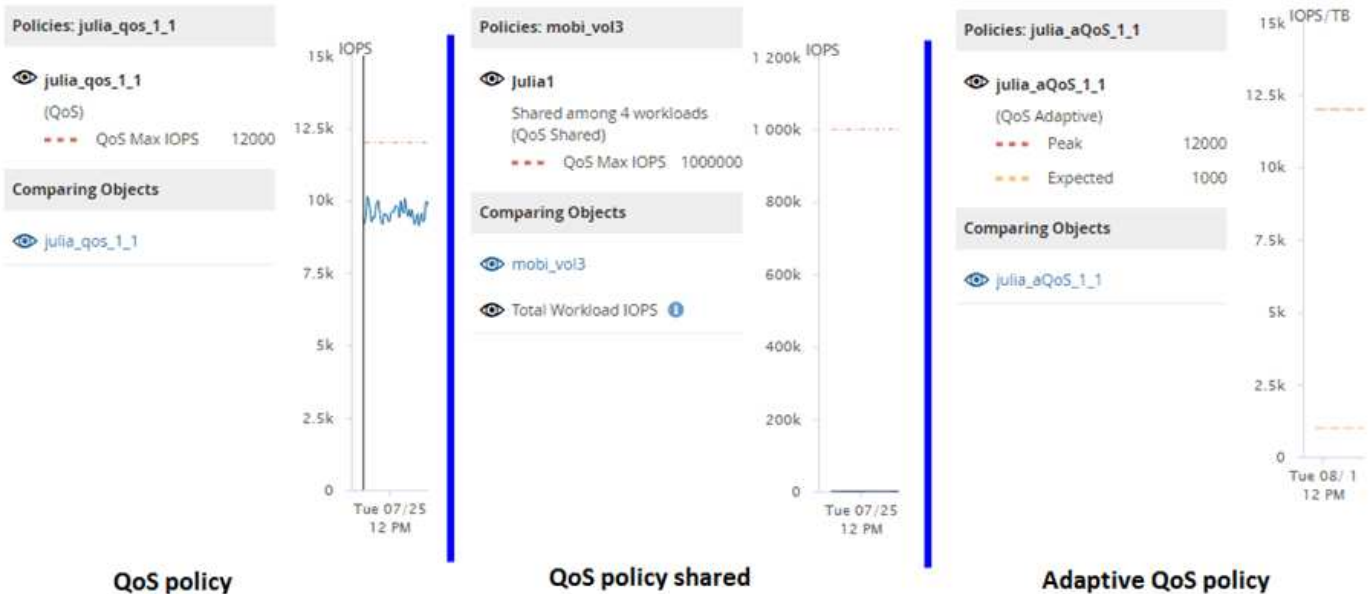 Policies: julia_qos_1_1
julia_qos_1_1
(QoS)
QoS Max IOPS 12000
Comparing Objects
julia_qos_1_1
15k IOPS
12.5k
10k
7.5k
5k
2.5k
0
Tue 07/25
12 PM
QoS policy
Policies: mobi_vol3
Julia1
Shared among 4 workloads
(QoS Shared)
QoS Max IOPS 1000000
Comparing Objects
mobi_vol3
Total Workload IOPS
1 200k IOPS
1 000k
800k
600k
400k
200k
0
Tue 07/25
12 PM
QoS policy shared
Policies: julia_aQoS_1_1
julia_aQoS_1_1
(QoS Adaptive)
Peak 12000
Expected 1000
Comparing Objects
julia_aQoS_1_1
15k IOPS/TB
12.5k
10k
7.5k
5k
2.5k
0
Tue 08/ 1
12 PM
Adaptive QoS policy